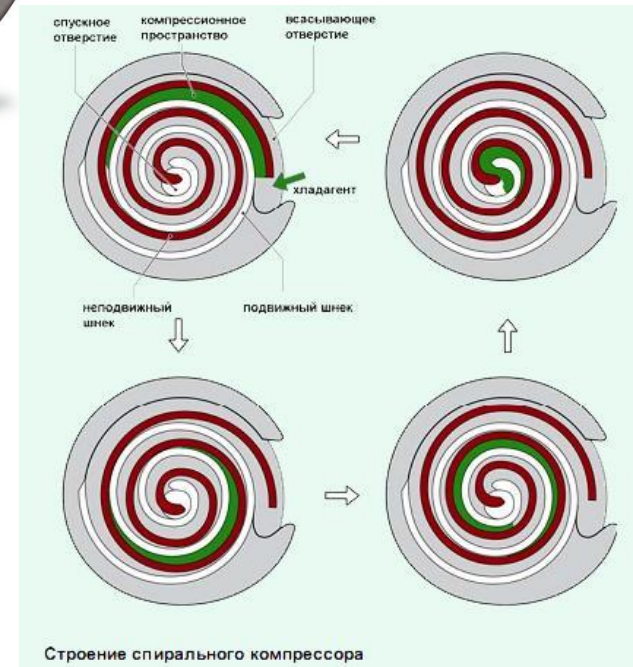 спускное
отверстие
компрессионное
пространство
всасывающее
отверстие
хладагент
неподвижный
шнек
подвижный шнек
Строение спирального компрессора